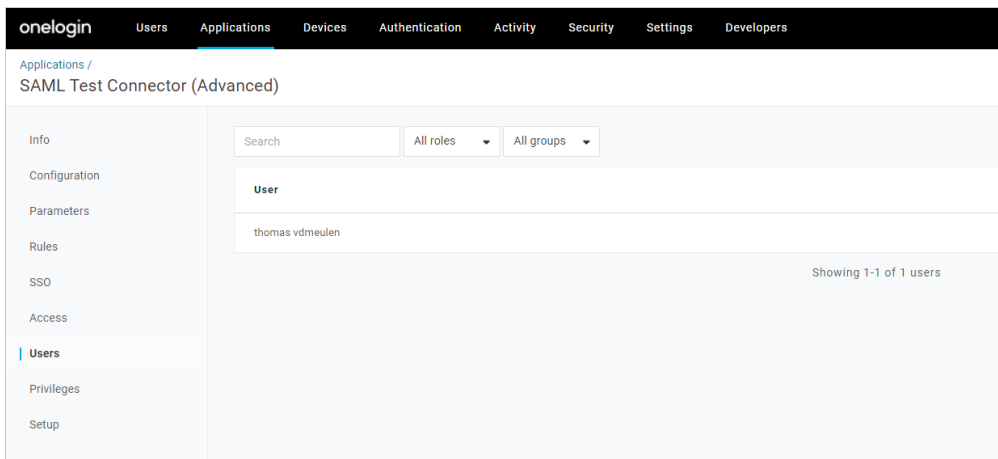 onelogin Users Applications Devices Authentication Activity Security Settings Developers
Applications /
SAML Test Connector (Advanced)
Info
Configuration
Parameters
Rules
SSO
Access
Users
Privileges
Setup
Search All roles All groups
User
thomas vdmeulen
Showing 1-1 of 1 users